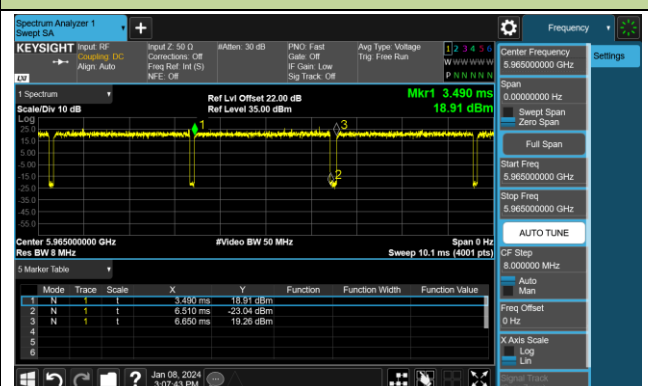 Spectrum Analyzer 1
Swept SA
Frequency
KEYSIGHT Input: RF
Coupling: DC
Align: Auto
Input Z: 50 Ω
Corrections: Off
Freq Ref: Int (S)
NFE: Off
#Atten: 30 dB
PNO: Fast
Gate: Off
IF Gain: Low
Sig Track: Off
Avg Type: Voltage
Trig: Free Run
1 2 3 4 5 6
W W W W W W
P N N N N N
LXI
1 Spectrum
Scale/Div 10 dB
Ref Lvl Offset 22.00 dB
Ref Level 35.00 dBm
Mkr1 3.490 ms
18.91 dBm
Log
25.0
15.0
5.00
-5.00
-15.0
-25.0
-35.0
-45.0
-55.0
1
3
2
Center 5.965000000 GHz
Res BW 8 MHz
#Video BW 50 MHz
Span 0 Hz
Sweep 10.1 ms (4001 pts)
5 Marker Table
Mode Trace Scale X Y Function Function Width Function Value
1 N 1 t 3.490 ms 18.91 dBm
2 N 1 t 6.510 ms -23.04 dBm
3 N 1 t 6.650 ms 19.26 dBm
4
5
6
Jan 08, 2024
3:07:43 PM
Center Frequency
5.965000000 GHz
Settings
Span
0.00000000 Hz
Swept Span
Zero Span
Full Span
Start Freq
5.965000000 GHz
Stop Freq
5.965000000 GHz
AUTO TUNE
CF Step
8.000000 MHz
Auto
Man
Freq Offset
0 Hz
X Axis Scale
Log
Lin
Signal Track